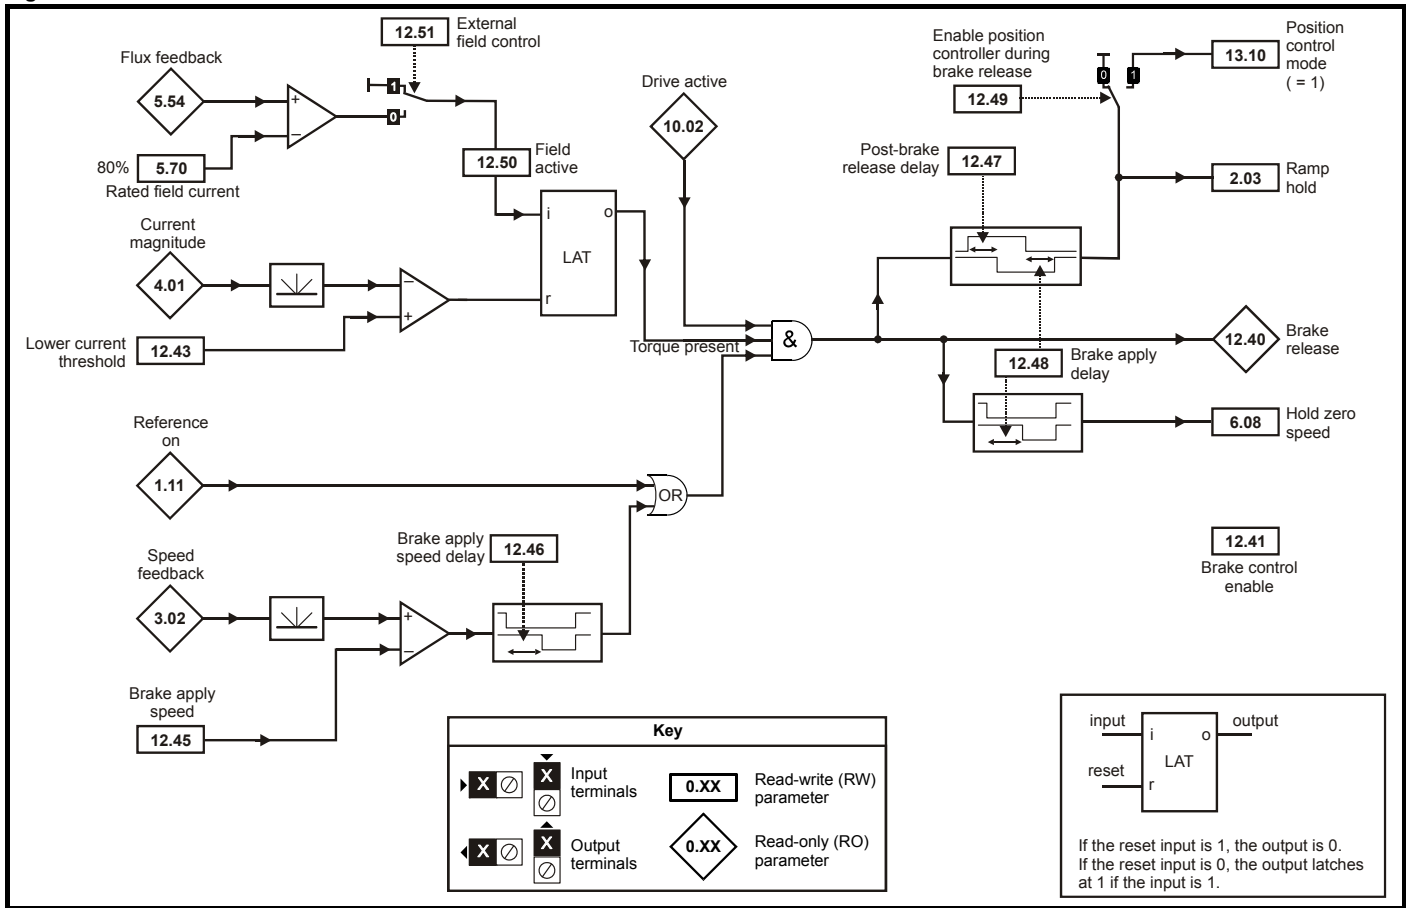 12.51
External
field control
Flux feedback
5.54
+
–
1
0
80%
5.70
Rated field current
12.50
Field
active
Drive active
10.02
Enable position
controller during
brake release
12.49
0
1
13.10
Position
control
mode
( = 1)
Post-brake
release delay
12.47
2.03
Ramp
hold
Current
magnitude
4.01
–
+
i
o
LAT
r
Lower current
threshold
12.43
Torque present
&
12.40
Brake
release
12.48
Brake apply
delay
6.08
Hold zero
speed
Reference
on
1.11
OR
Brake apply
speed delay
12.46
Speed
feedback
3.02
+
–
Brake apply
speed
12.45
12.41
Brake control
enable
Key
X
X
Input
terminals
0.XX
Read-write (RW)
parameter
X
X
Output
terminals
0.XX
Read-only (RO)
parameter
input
i
o
output
LAT
reset
r
If the reset input is 1, the output is 0.
If the reset input is 0, the output latches
at 1 if the input is 1.